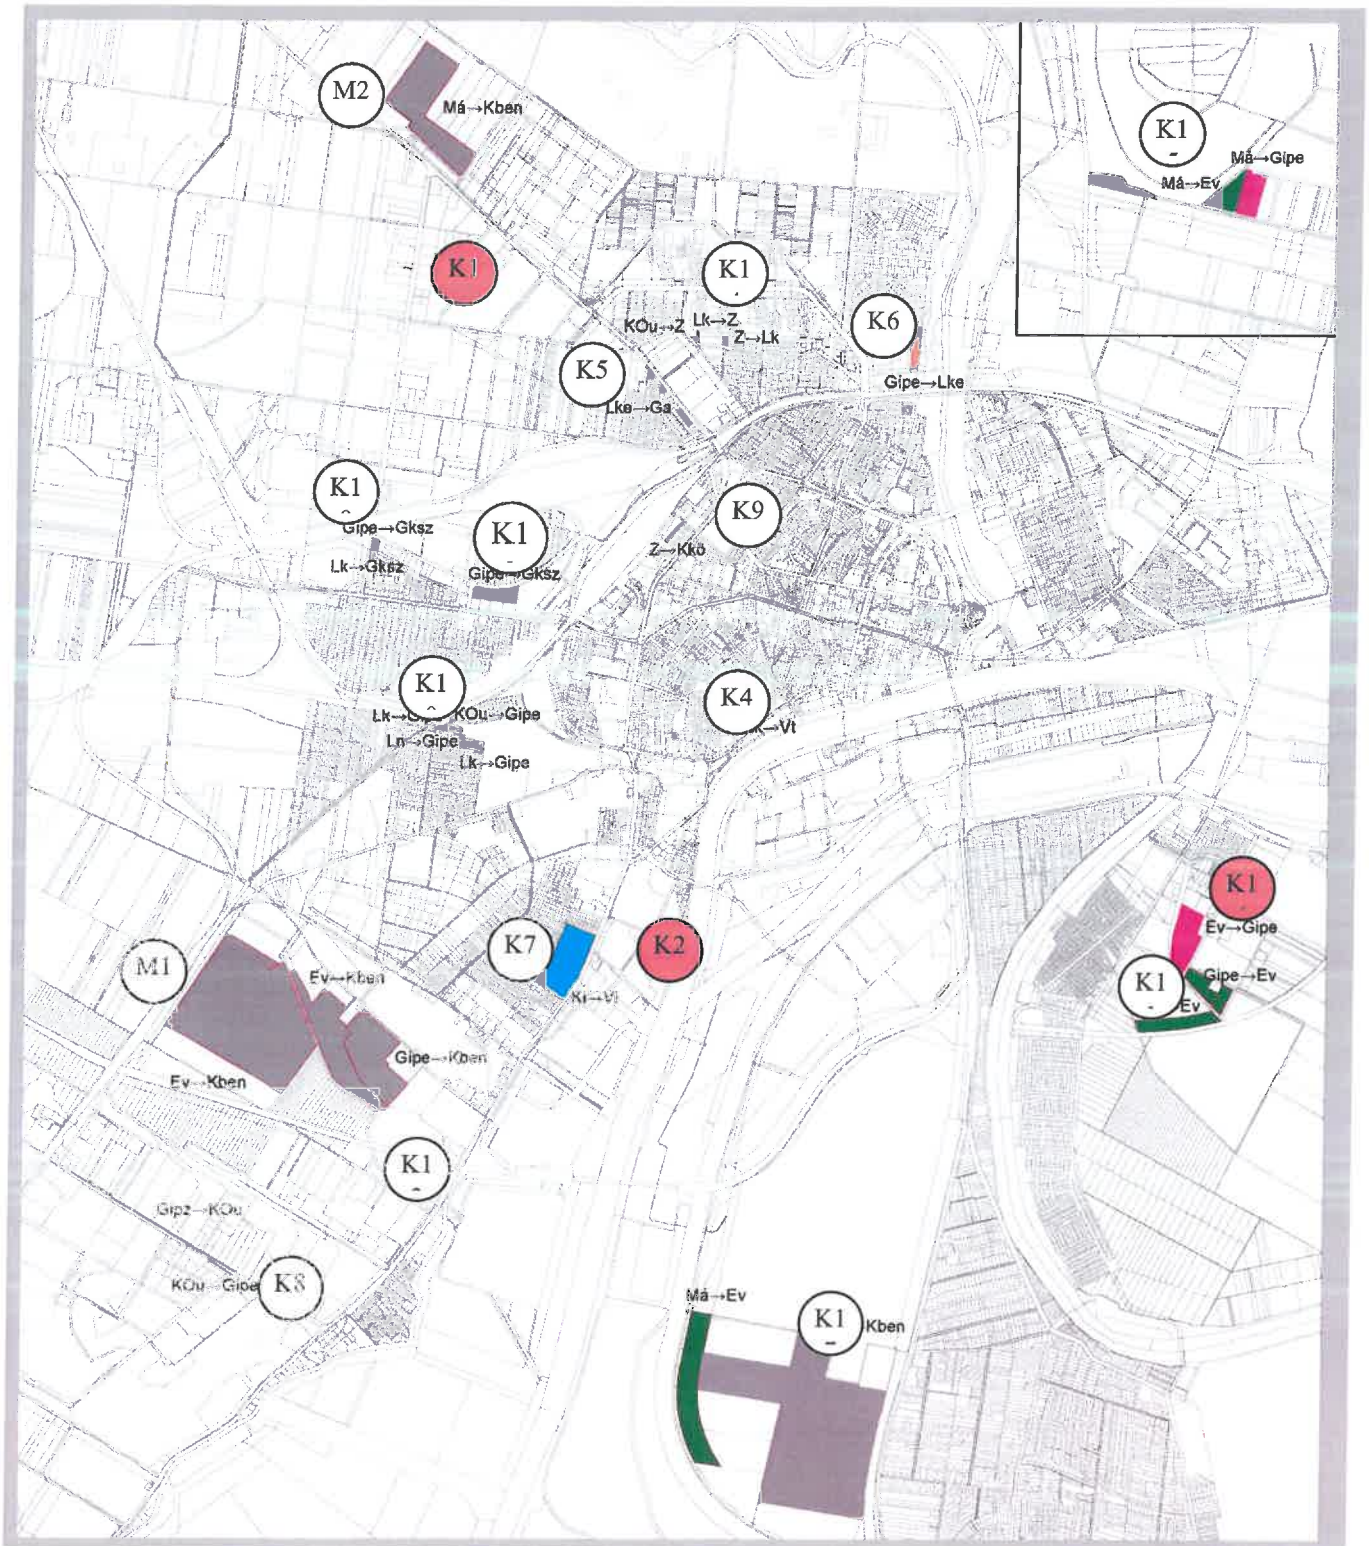 M2
Má→Kben
K1
Má→Gipe
Má→Ev
K1
K1
K6
KOu→Z
Lk→Z
Z→Lk
K5
Gipe→Lke
Lke→Ga
K1
Gipe→Gksz
K1
K9
Z→Kkö
Lk→Gksz
Gipe→Gksz
K1
K4
KOu→Gipe
→Vt
Ln→Gipe
Lk→Gipe
K1
Ev→Gipe
K7
K2
M1
Ev→Kben
K1
Gipe→Ev
Ev
Gipe→Kben
Ev→Kben
K1
KOu→Gipe
K8
Má→Ev
K1
Kben